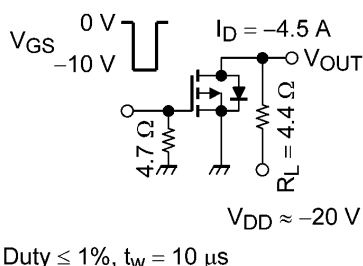 0 V
V_GS
−10 V
I_D = −4.5 A
V_OUT
4.7 Ω
R_L = 4.4 Ω
V_DD ≈ −20 V
Duty ≤ 1%, t_w = 10 μs